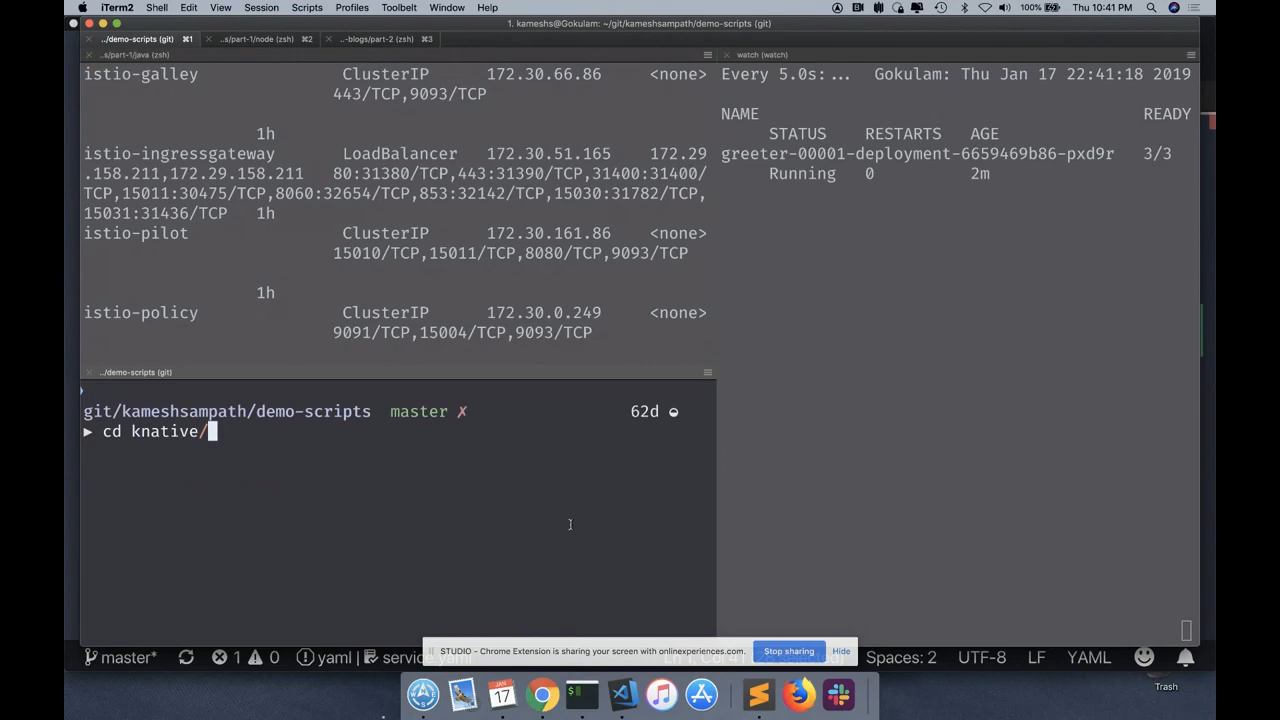 iTerm2 Shell Edit View Session Scripts Profiles Toolbelt Window Help 100% Thu Jan 17 10:41 PM
1. kameshs@Gokulam: ~/git/kameshsampath/demo-scripts (git)
../demo-scripts (git) ⌘1 ..s/part-1/node (zsh) ⌘2 ..-blogs/part-2 (zsh) ⌘3
..s/part-1/java (zsh)
istio-galley ClusterIP 172.30.66.86 <none>
443/TCP,9093/TCP
1h
istio-ingressgateway LoadBalancer 172.30.51.165 172.29
.158.211,172.29.158.211 80:31380/TCP,443:31390/TCP,31400:31400/
TCP,15011:30475/TCP,8060:32654/TCP,853:32142/TCP,15030:31782/TCP,
15031:31436/TCP 1h
istio-pilot ClusterIP 172.30.161.86 <none>
15010/TCP,15011/TCP,8080/TCP,9093/TCP
1h
istio-policy ClusterIP 172.30.0.249 <none>
9091/TCP,15004/TCP,9093/TCP
watch (watch)
Every 5.0s:... Gokulam: Thu Jan 17 22:41:18 2019
NAME READY
STATUS RESTARTS AGE
greeter-00001-deployment-6659469b86-pxd9r 3/3
Running 0 2m
../demo-scripts (git)
git/kameshsampath/demo-scripts master ✗ 62d
▶ cd knative/
STUDIO - Chrome Extension is sharing your screen with onlinexperiences.com. Stop sharing Hide
master* 1 0 yaml service.yaml Spaces: 2 UTF-8 LF YAML
JAN
17
$
Trash